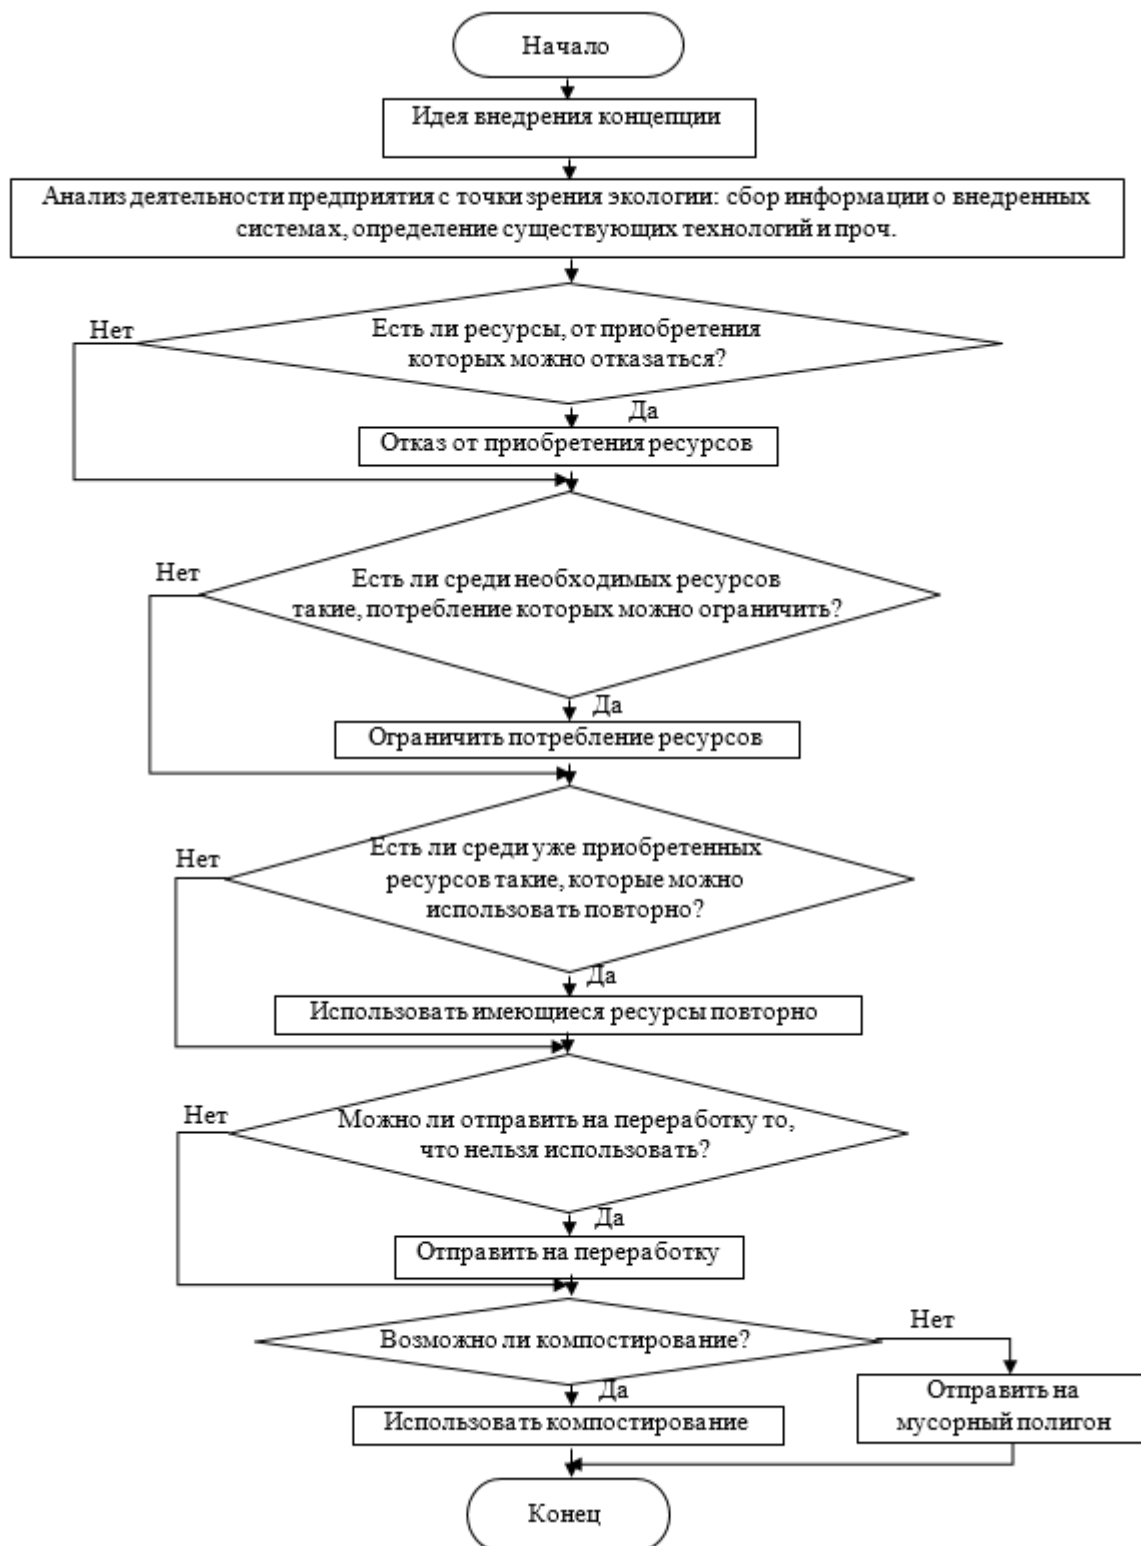 Начало
Идея внедрения концепции
Анализ деятельности предприятия с точки зрения экологии: сбор информации о внедренных
системах, определение существующих технологий и проч.
Нет
Есть ли ресурсы, от приобретения
которых можно отказаться?
Да
Отказ от приобретения ресурсов
Нет
Есть ли среди необходимых ресурсов
такие, потребление которых можно ограничить?
Да
Ограничить потребление ресурсов
Нет
Есть ли среди уже приобретенных
ресурсов такие, которые можно
использовать повторно?
Да
Использовать имеющиеся ресурсы повторно
Нет
Можно ли отправить на переработку то,
что нельзя использовать?
Да
Отправить на переработку
Возможно ли компостирование?
Нет
Да
Отправить на
мусорный полигон
Использовать компостирование
Конец